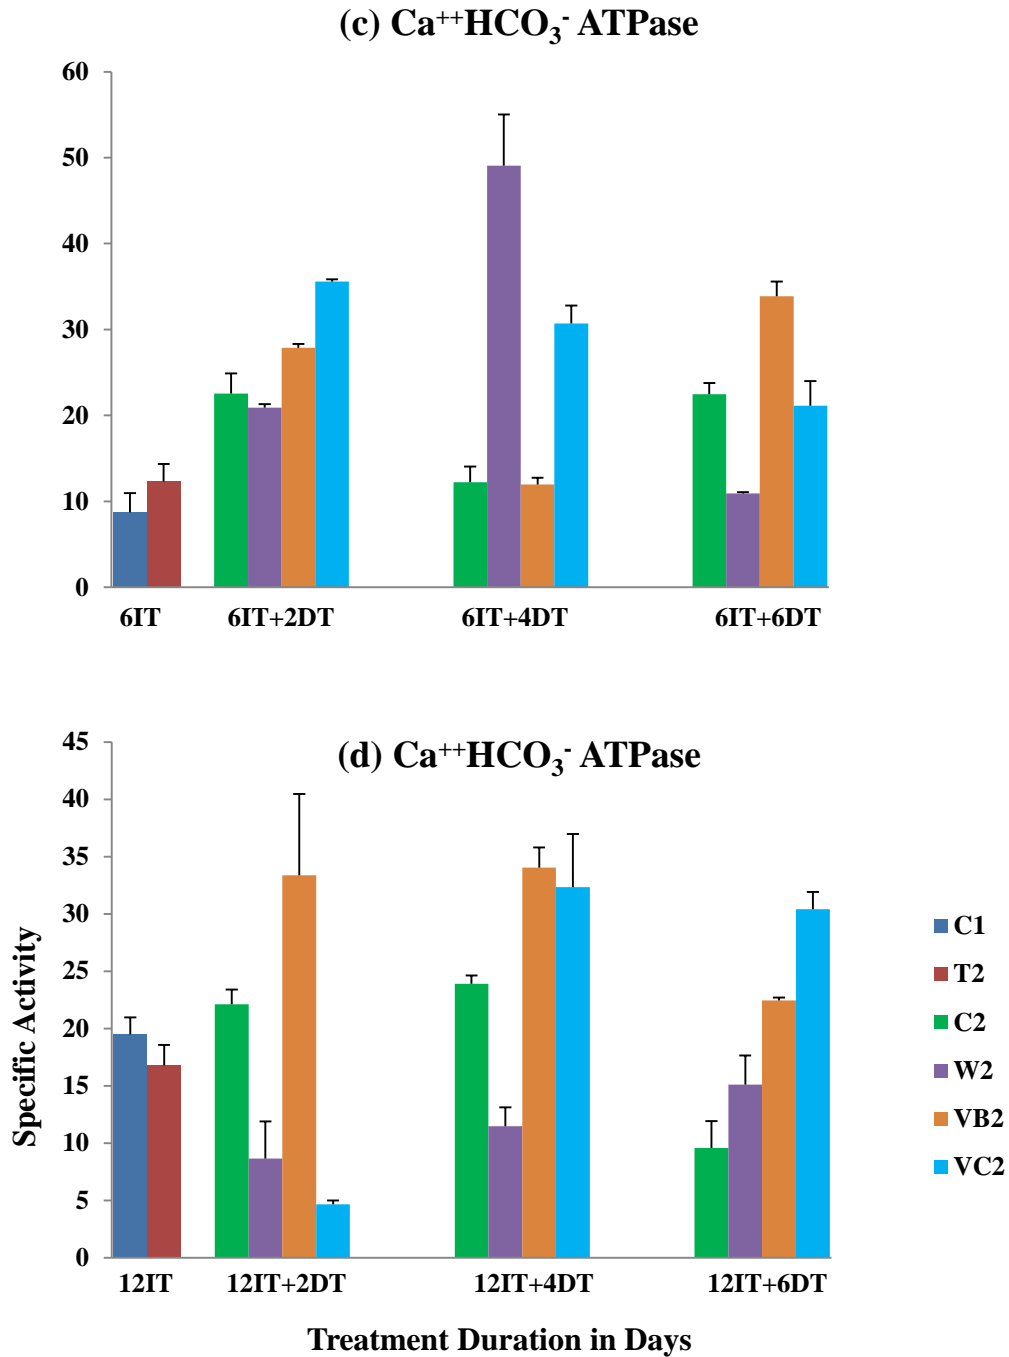 (c) Ca⁺⁺HCO₃⁻ ATPase
60
50
40
30
20
10
0
6IT 6IT+2DT 6IT+4DT 6IT+6DT
(d) Ca⁺⁺HCO₃⁻ ATPase
45
40
35
30
25
20
15
10
5
0
Specific Activity
12IT 12IT+2DT 12IT+4DT 12IT+6DT
Treatment Duration in Days
C1
T2
C2
W2
VB2
VC2